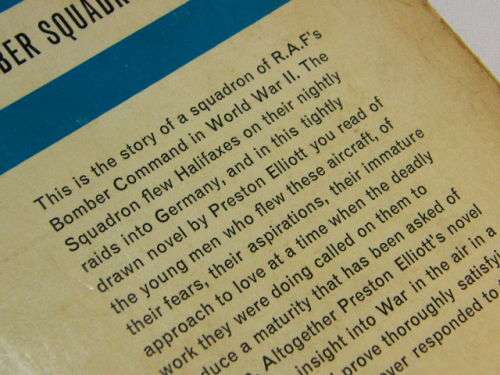 BER SQUADR
This is the story of a squadron of R.A.F's
Bomber Command in World War II. The
Squadron flew Halifaxes on their nightly
raids into Germany, and in this tightly
drawn novel by Preston Elliott you read of
the young men who flew these aircraft, of
their fears, their aspirations, their immature
approach to love at a time when the deadly
work they were doing called on them to
duce a maturity that has been asked of
Altogether Preston Elliott's novel
insight into War in the air in a
prove thoroughly satisfyi
ver responded to